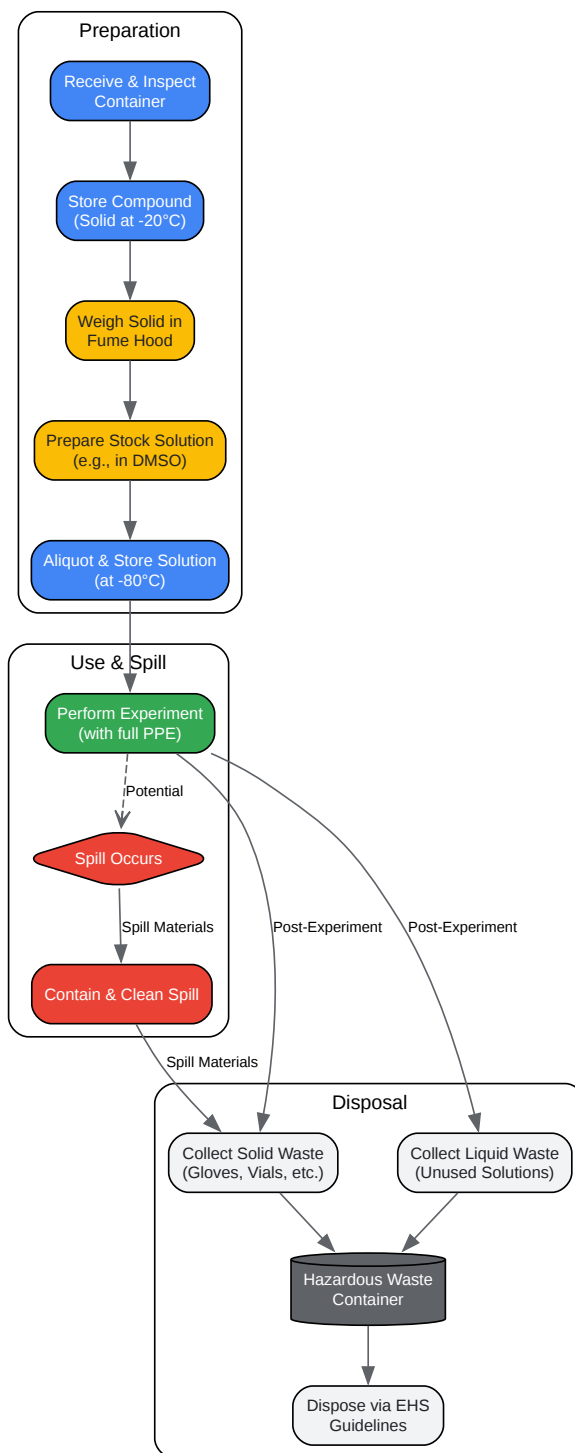 Preparation
Receive & Inspect
Container
Store Compound
(Solid at -20°C)
Weigh Solid in
Fume Hood
Prepare Stock Solution
(e.g., in DMSO)
Aliquot & Store Solution
(at -80°C)
Use & Spill
Perform Experiment
(with full PPE)
Potential
Spill Occurs
Spill Materials
Post-Experiment
Post-Experiment
Contain & Clean Spill
Spill Materials
Disposal
Collect Solid Waste
(Gloves, Vials, etc.)
Collect Liquid Waste
(Unused Solutions)
Hazardous Waste
Container
Dispose via EHS
Guidelines